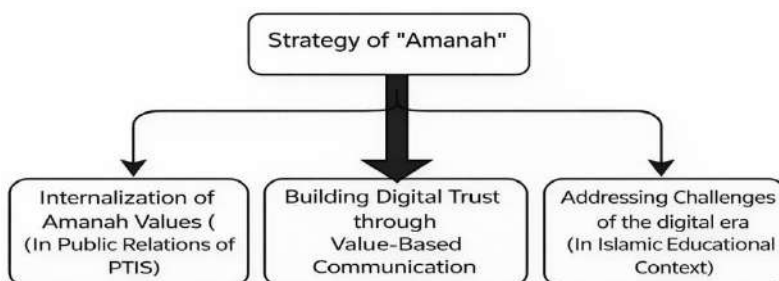 Strategy of "Amanah"
Internalization of
Amanah Values (
(In Public Relations of
PTIS)
Building Digital Trust
through
Value-Based
Communication
Addressing Challenges
of the digital era
(In Islamic Educational
Context)